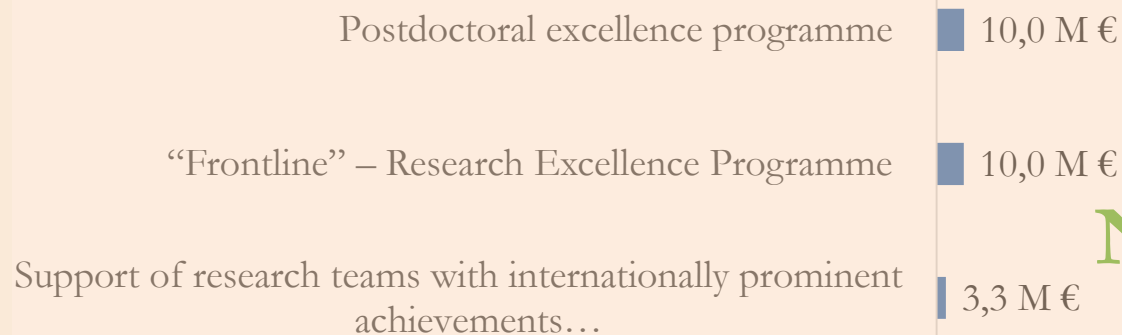 Postdoctoral excellence programme 10,0 M €
“Frontline” – Research Excellence Programme 10,0 M €
Support of research teams with internationally prominent
achievements… 3,3 M €